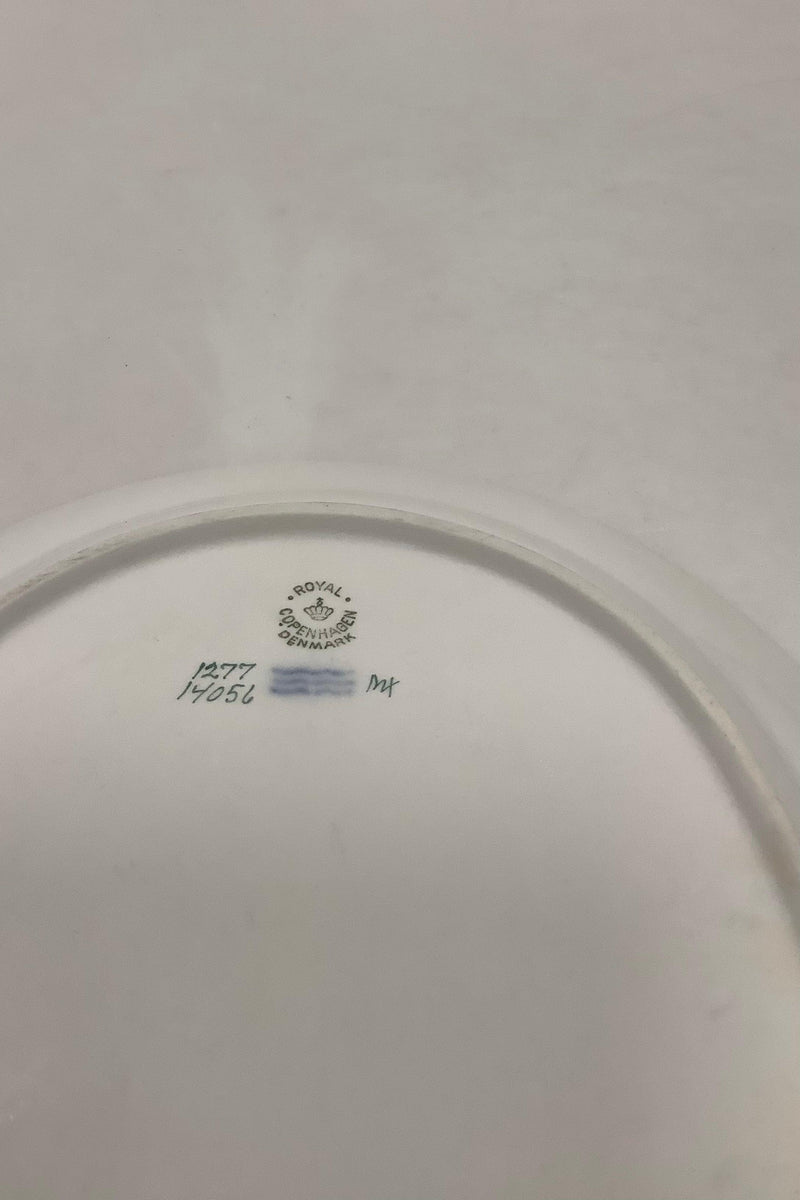 ROYAL
COPENHAGEN
DENMARK
1277
14056